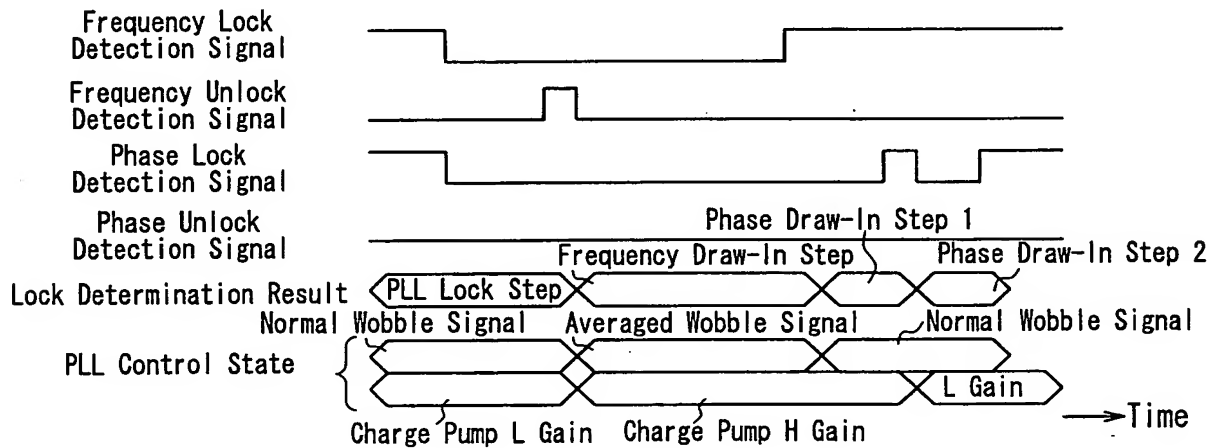 Frequency Lock
Detection Signal
Frequency Unlock
Detection Signal
Phase Lock
Detection Signal
Phase Unlock
Detection Signal
Phase Draw-In Step 1
Frequency Draw-In Step
Phase Draw-In Step 2
Lock Determination Result
PLL Lock Step
Normal Wobble Signal
Averaged Wobble Signal
Normal Wobble Signal
PLL Control State
L Gain
Time
Charge Pump L Gain
Charge Pump H Gain